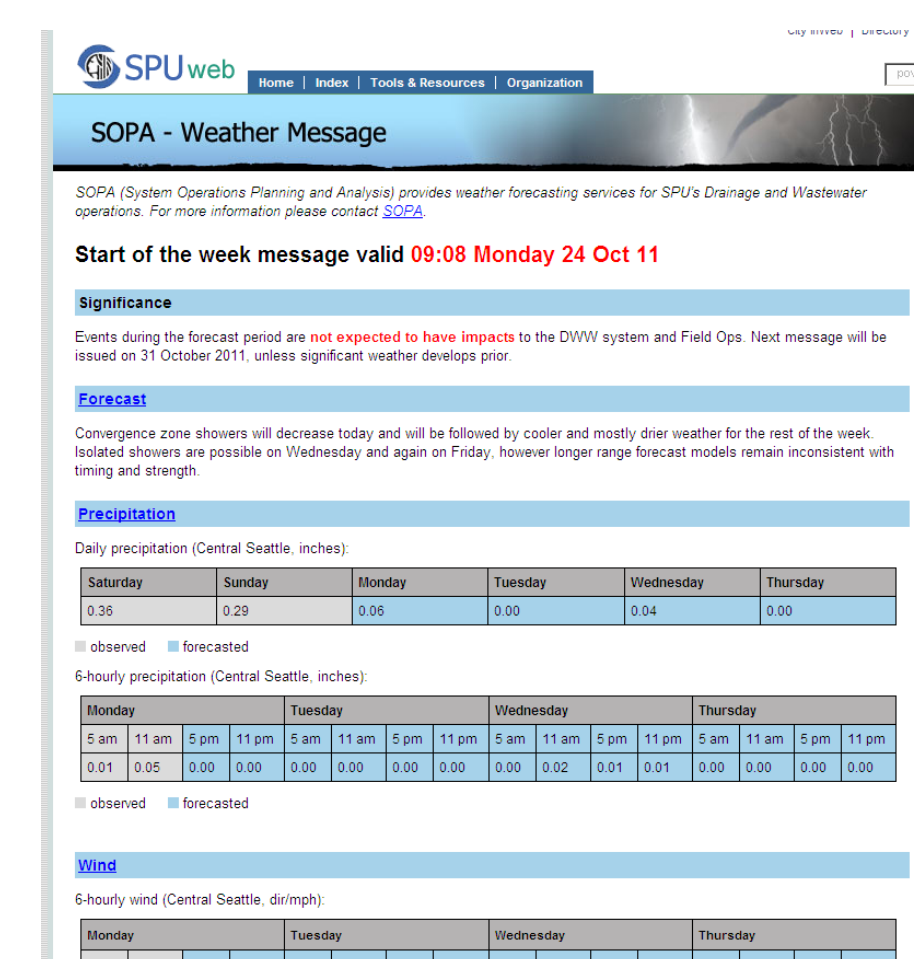 City InWeb | Directory
SPUweb
Home | Index | Tools & Resources | Organization
SOPA - Weather Message
SOPA (System Operations Planning and Analysis) provides weather forecasting services for SPU's Drainage and Wastewater
operations. For more information please contact SOPA.
Start of the week message valid 09:08 Monday 24 Oct 11
Significance
Events during the forecast period are not expected to have impacts to the DWW system and Field Ops. Next message will be
issued on 31 October 2011, unless significant weather develops prior.
Forecast
Convergence zone showers will decrease today and will be followed by cooler and mostly drier weather for the rest of the week.
Isolated showers are possible on Wednesday and again on Friday, however longer range forecast models remain inconsistent with
timing and strength.
Precipitation
Daily precipitation (Central Seattle, inches):
Saturday Sunday Monday Tuesday Wednesday Thursday
0.36 0.29 0.06 0.00 0.04 0.00
observed forecasted
6-hourly precipitation (Central Seattle, inches):
Monday Tuesday Wednesday Thursday
5 am 11 am 5 pm 11 pm 5 am 11 am 5 pm 11 pm 5 am 11 am 5 pm 11 pm 5 am 11 am 5 pm 11 pm
0.01 0.05 0.00 0.00 0.00 0.00 0.00 0.00 0.00 0.02 0.01 0.01 0.00 0.00 0.00 0.00
observed forecasted
Wind
6-hourly wind (Central Seattle, dir/mph):
Monday Tuesday Wednesday Thursday